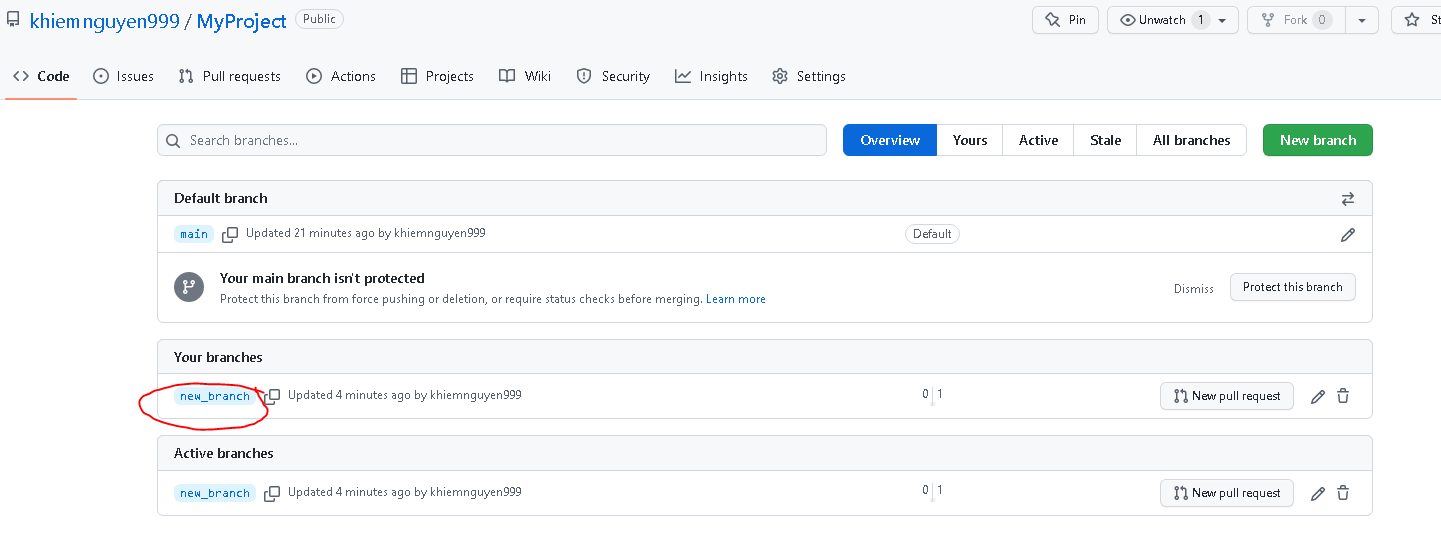 khiemnguyen999 / MyProject Public Pin Unwatch 1 Fork 0
Code Issues Pull requests Actions Projects Wiki Security Insights Settings
Search branches... Overview Yours Active Stale All branches New branch
Default branch
main Updated 21 minutes ago by khiemnguyen999 Default
Your main branch isn't protected
Protect this branch from force pushing or deletion, or require status checks before merging. Learn more Dismiss Protect this branch
Your branches
new_branch Updated 4 minutes ago by khiemnguyen999 0 1 New pull request
Active branches
new_branch Updated 4 minutes ago by khiemnguyen999 0 1 New pull request